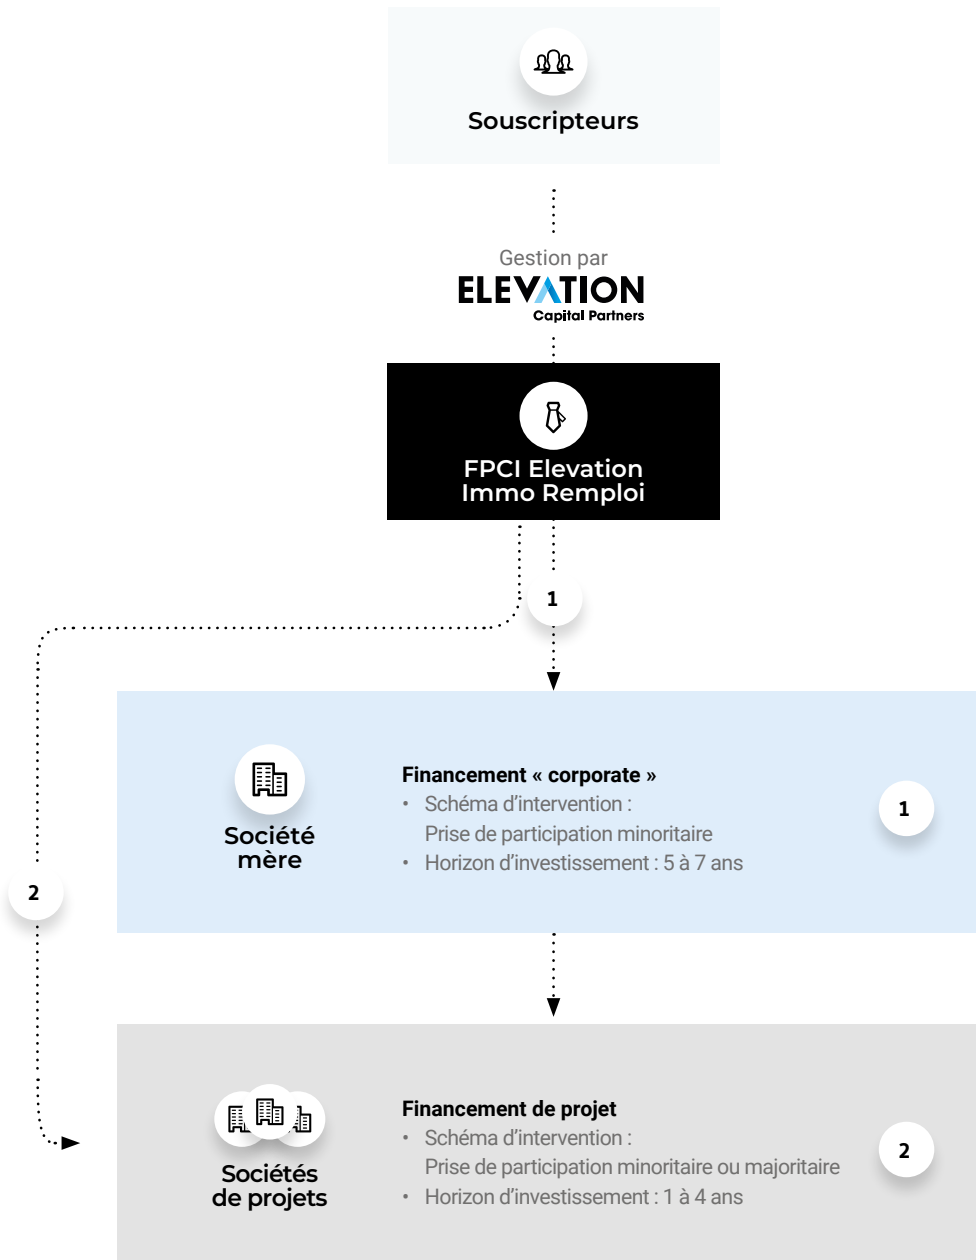 Souscripteurs
Gestion par
ELEVATION
Capital Partners
FPCI Elevation
Immo Remploi
1
Société
mère
Financement « corporate »
• Schéma d’intervention :
Prise de participation minoritaire
• Horizon d’investissement : 5 à 7 ans
1
2
Sociétés
de projets
Financement de projet
• Schéma d’intervention :
Prise de participation minoritaire ou majoritaire
• Horizon d’investissement : 1 à 4 ans
2